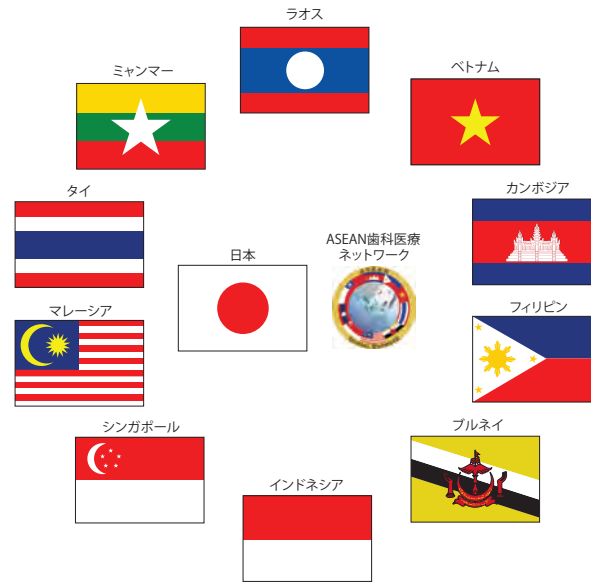 ラオス
ミャンマー
ベトナム
タイ
カンボジア
日本
ASEAN歯科医療
ネットワーク
マレーシア
フィリピン
シンガポール
ブルネイ
インドネシア
ASEAN